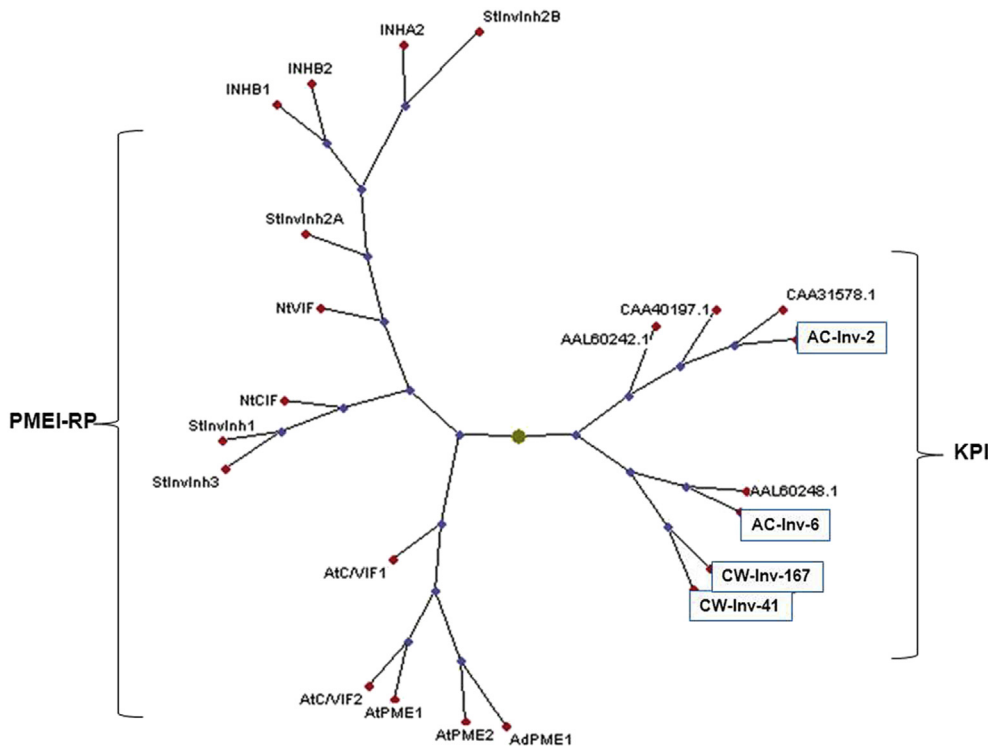 StInvInh2B
INHA2
INHB2
INHB1
StInvInh2A
NtVIF
CAA31578.1
CAA40197.1
AAL60242.1
AC-Inv-2
NtCIF
PMEI-RP
StInvInh1
StInvInh3
KPI
AAL60248.1
AC-Inv-6
AtC/VIF1
CW-Inv-167
CW-Inv-41
AtC/VIF2
AtPME1
AtPME2
AdPME1